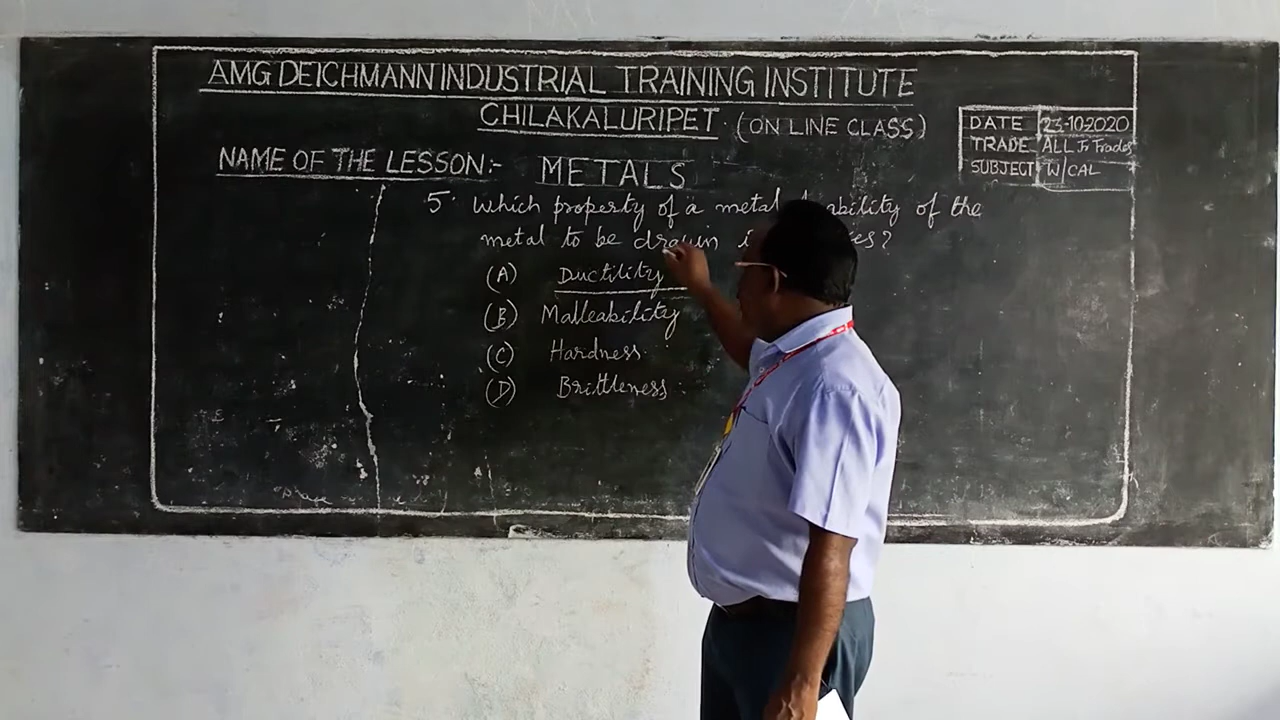 AMG DEICHMANN INDUSTRIAL TRAINING INSTITUTE
CHILAKALURIPET. (ON LINE CLASS)
DATE 23-10-2020
TRADE ALL Jr Trades
SUBJECT W/CAL
NAME OF THE LESSON:- METALS
5. Which property of a metal ability of the
metal to be drawn
(A) Ductility
(B) Malleability
(C) Hardness.
(D) Brittleness.